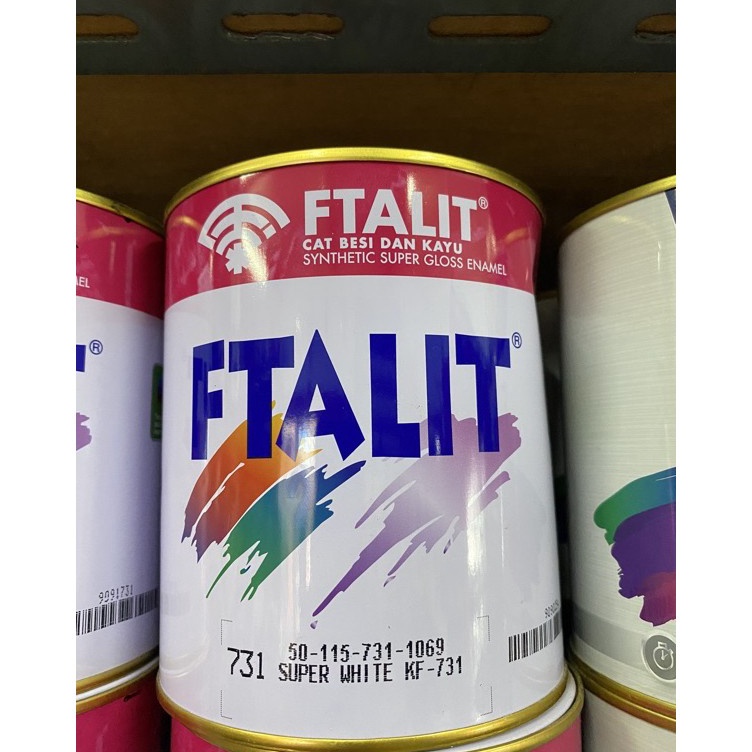 FTALIT®
CAT BESI DAN KAYU
SYNTHETIC SUPER GLOSS ENAMEL
FTALIT®
50-115-731-1069
731 SUPER WHITE KF-731
®
9091731